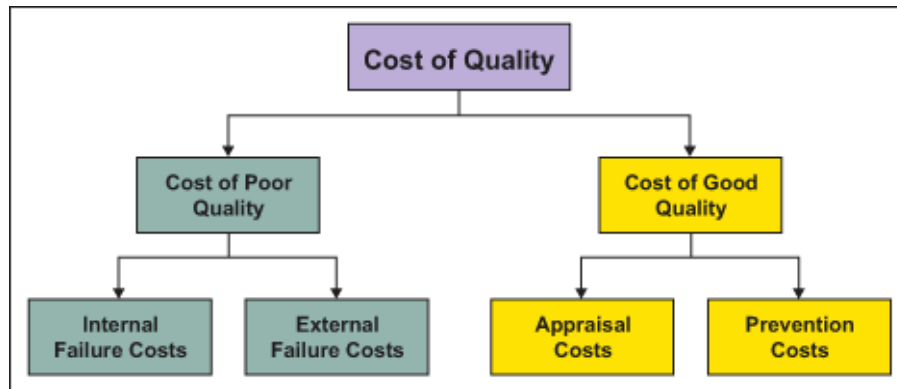 Cost of Quality
Cost of Poor
Quality
Cost of Good
Quality
Internal
Failure Costs
External
Failure Costs
Appraisal
Costs
Prevention
Costs